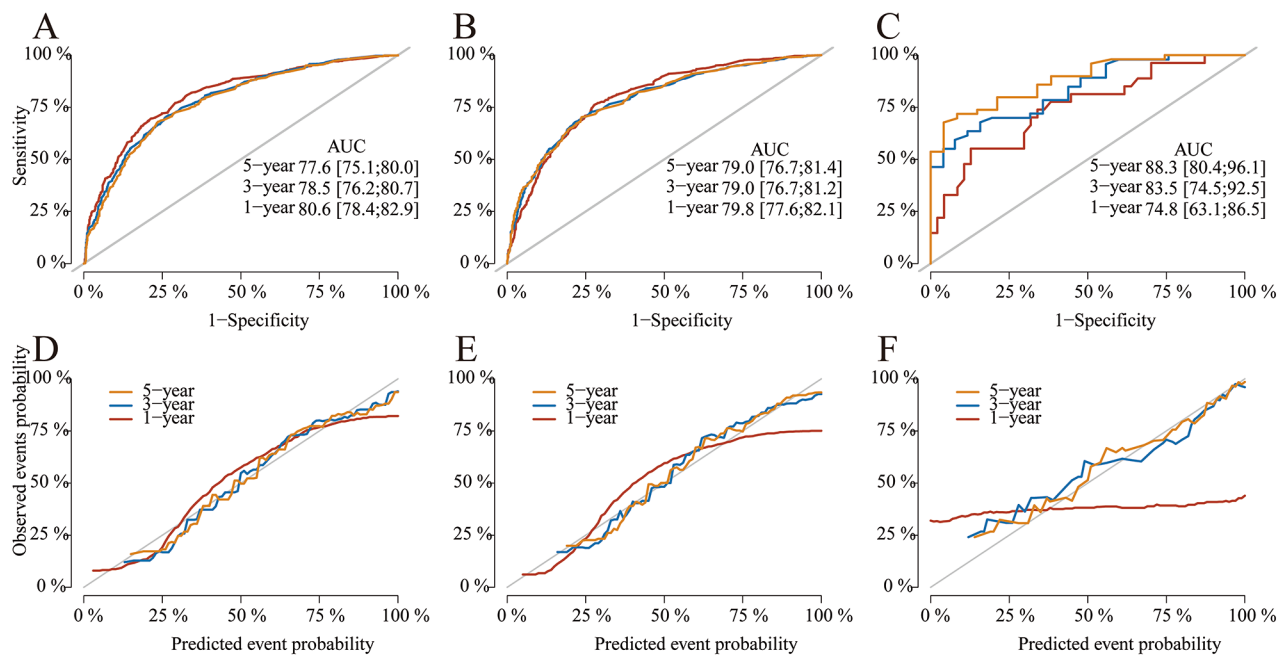 A
B
C
Sensitivity
100 %
75 %
50 %
25 %
0 %
AUC
5−year 77.6 [75.1;80.0]
3−year 78.5 [76.2;80.7]
1−year 80.6 [78.4;82.9]
0 %
25 %
50 %
75 %
100 %
1−Specificity
100 %
75 %
50 %
25 %
0 %
AUC
5−year 79.0 [76.7;81.4]
3−year 79.0 [76.7;81.2]
1−year 79.8 [77.6;82.1]
0 %
25 %
50 %
75 %
100 %
1−Specificity
100 %
75 %
50 %
25 %
0 %
AUC
5−year 88.3 [80.4;96.1]
3−year 83.5 [74.5;92.5]
1−year 74.8 [63.1;86.5]
0 %
25 %
50 %
75 %
100 %
1−Specificity
D
E
F
Observed events probability
100 %
75 %
50 %
25 %
0 %
5−year
3−year
1−year
0 %
25 %
50 %
75 %
100 %
Predicted event probability
100 %
75 %
50 %
25 %
0 %
5−year
3−year
1−year
0 %
25 %
50 %
75 %
100 %
Predicted event probability
100 %
75 %
50 %
25 %
0 %
5−year
3−year
1−year
0 %
25 %
50 %
75 %
100 %
Predicted event probability